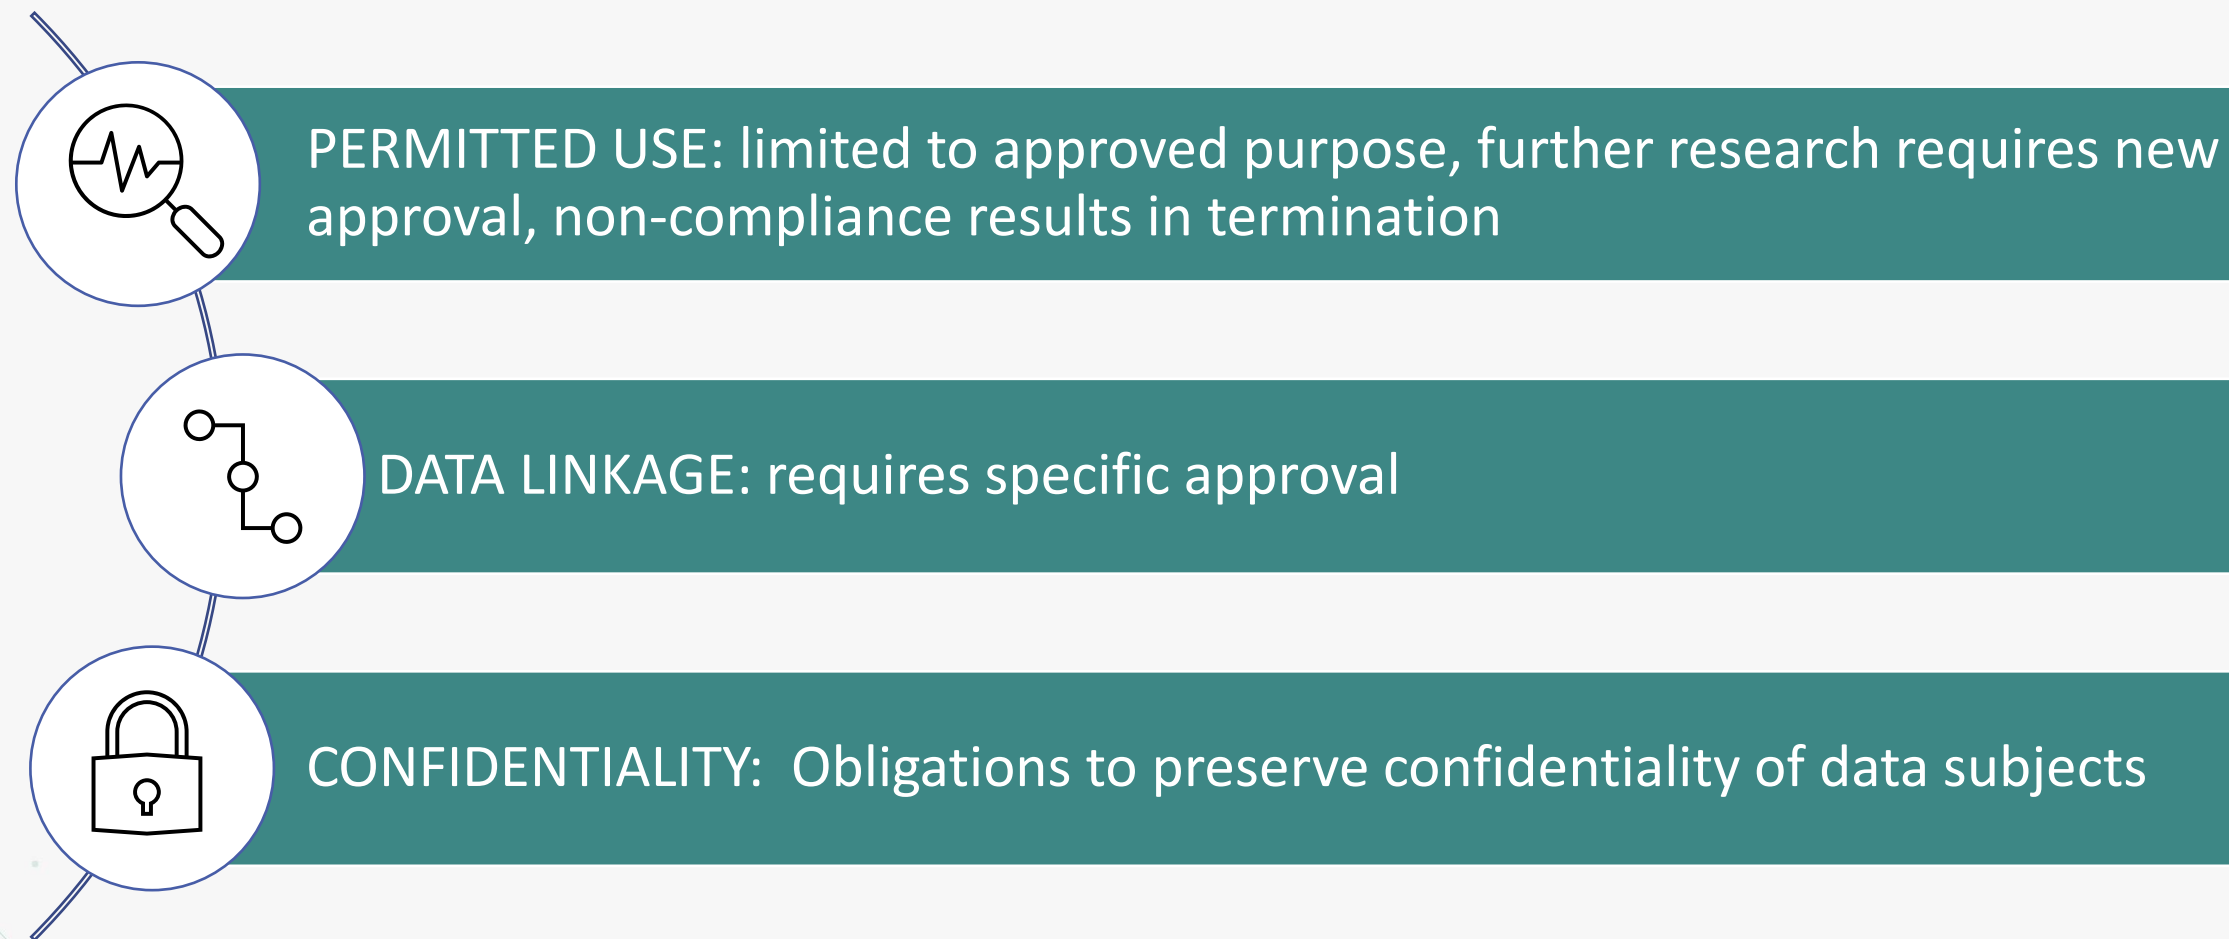 PERMITTED USE: limited to approved purpose, further research requires new
approval, non-compliance results in termination
DATA LINKAGE: requires specific approval
CONFIDENTIALITY:  Obligations to preserve confidentiality of data subjects